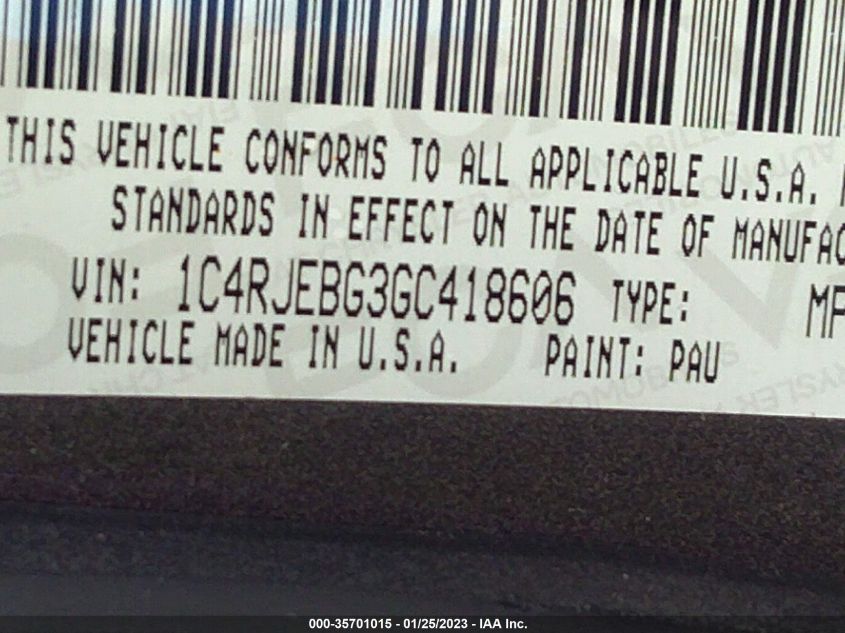 THIS VEHICLE CONFORMS TO ALL APPLICABLE U.S.A.
STANDARDS IN EFFECT ON THE DATE OF
VIN: 1C4RJEBG3GC418606 TYPE:
VEHICLE MADE IN U.S.A. PAINT: PAU
000-35701015 - 01/25/2023 - IAA Inc.